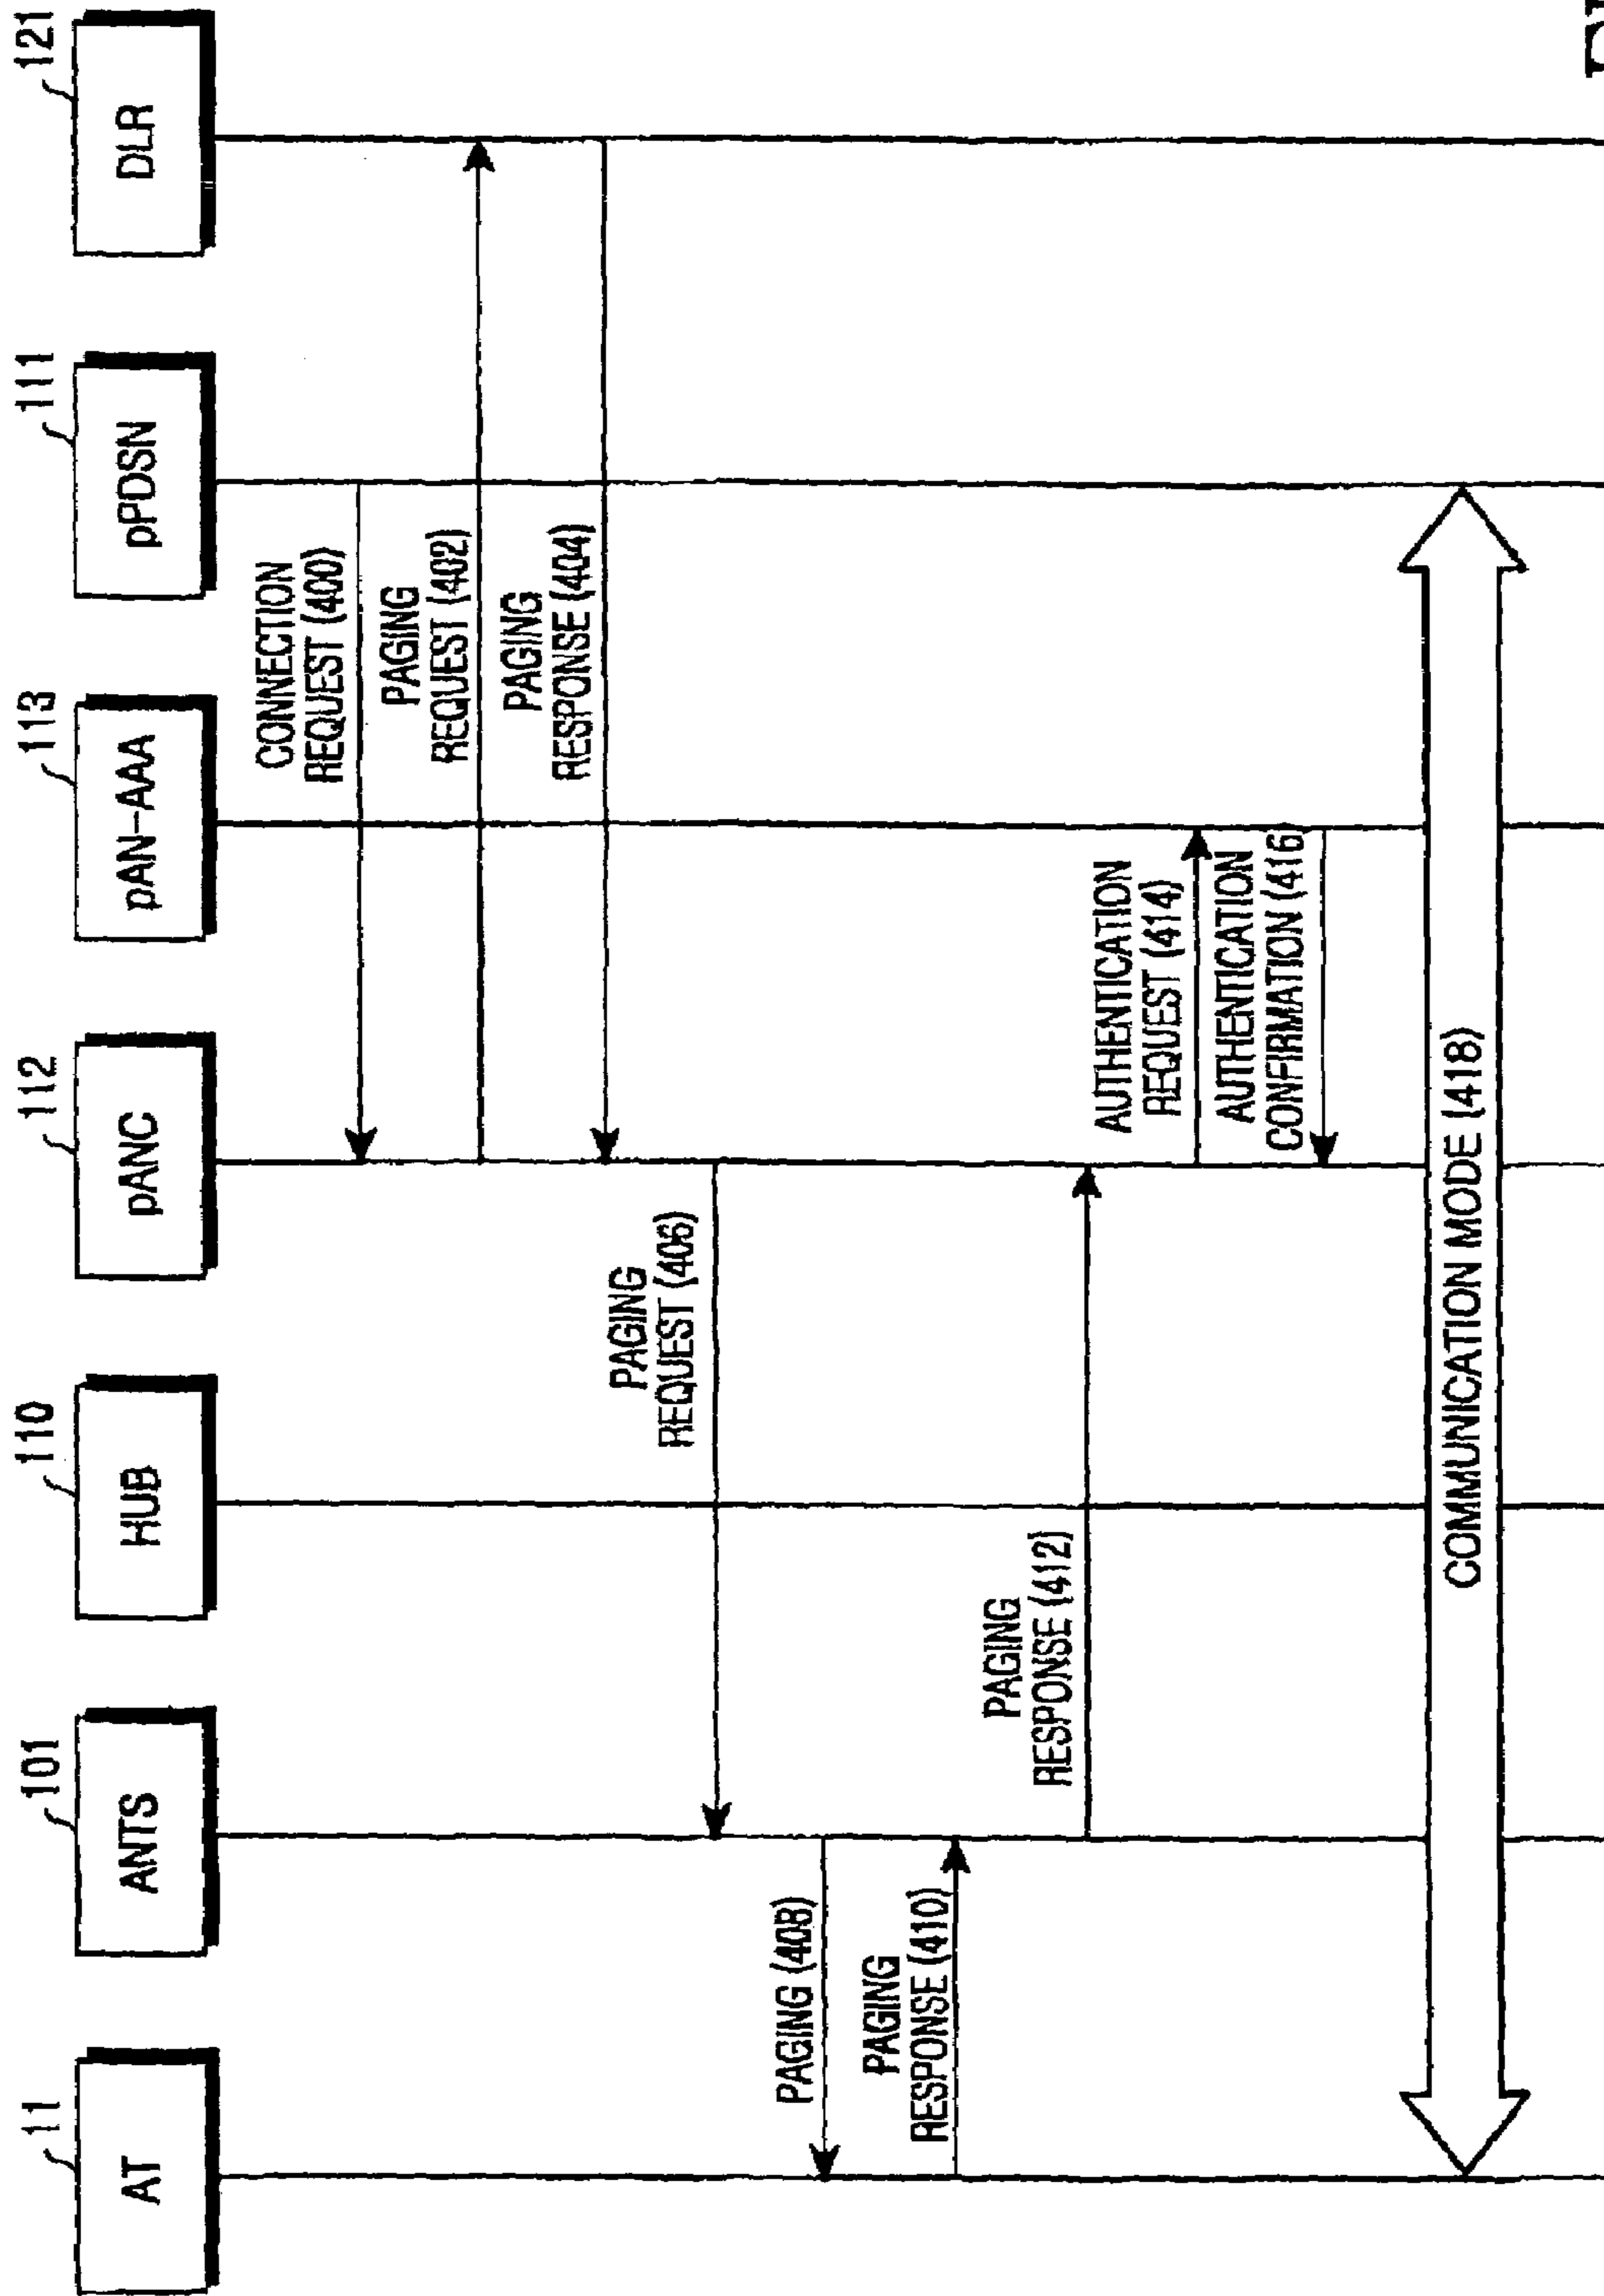 11
101
110
112
113
111
121
AT
ANTS
HUB
pANC
pAN-AAA
pPDSN
DLR
CONNECTION
REQUEST (400)
PAGING
REQUEST (402)
PAGING
RESPONSE (404)
PAGING
REQUEST (406)
PAGING (408)
PAGING
RESPONSE (410)
PAGING
RESPONSE (412)
AUTHENTICATION
REQUEST (414)
AUTHENTICATION
CONFIRMATION (416)
COMMUNICATION MODE (418)